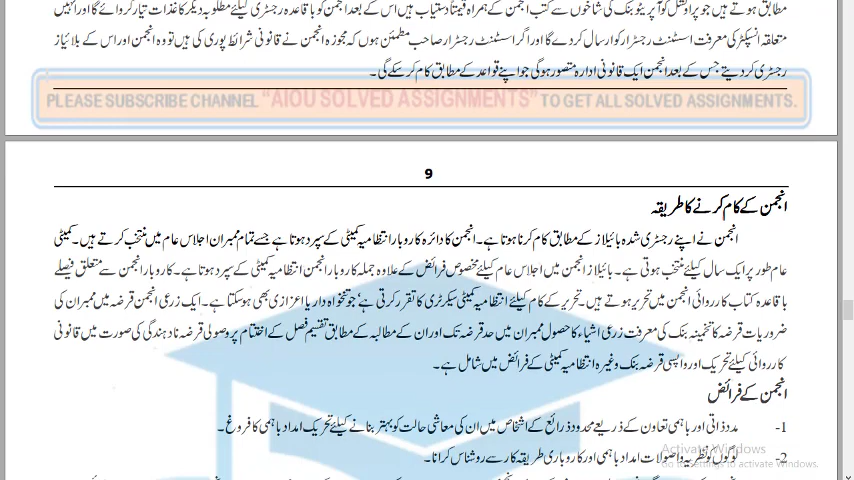 مطابق ہوتے ہیں جو پراونشل کوآپریٹو بنک کی شاخوں سے کتب انجمن کے ہمراہ قیمتاً دستیاب ہیں اس کے بعد انجمن کو باقاعدہ رجسٹری کیلئے مطلوبہ دیگر کاغذات تیار کروائے گا اور انہیں
متعلقہ انسپکٹر کی معرفت اسسٹنٹ رجسٹرار کو ارسال کردے گا اور اگر اسسٹنٹ رجسٹرار صاحب مطمئن ہوں کہ مجوزہ انجمن نے قانونی شرائط پوری کی ہیں تو وہ انجمن اور اس کے بلائیاز
رجسٹری کر دیتے جس کے بعد انجمن ایک قانونی ادارہ متصور ہوگی جو اپنے قواعد کے مطابق کام کر سکے گی۔
PLEASE SUBSCRIBE CHANNEL "AIOU SOLVED ASSIGNMENTS" TO GET ALL SOLVED ASSIGNMENTS.
9
انجمن کے کام کرنے کا طریقہ
انجمن نے اپنے رجسٹری شدہ بائیلاز کے مطابق کام کرنا ہوتا ہے۔ انجمن کا دائرہ کاروبار انتظامیہ کمیٹی کے سپرد ہوتا ہے جسے تمام ممبران اجلاس عام میں منتخب کرتے ہیں۔ کمیٹی
عام طور پر ایک سال کیلئے منتخب ہوتی ہے۔ بائیلاز انجمن میں اجلاس عام کیلئے مخصوص فرائض کے علاوہ جملہ کاروبار انجمن انتظامیہ کمیٹی کے سپرد ہوتا ہے۔ کاروبار انجمن سے متعلق فیصلے
باقاعدہ کتاب کارروائی انجمن میں تحریر ہوتے ہیں۔ تحریر کے کام کیلئے انتظامیہ کمیٹی سیکرٹری کا تقرر کرتی ہے‘ جو تنخواہ دار یا اعزازی بھی ہو سکتا ہے۔ ایک زرعی انجمن قرضہ میں ممبران کی
ضروریات قرضہ کا تخمینہ بنک کی معرفت زرعی اشیاء کا حصول ممبران میں حد قرضہ تک اور ان کے مطالبہ کے مطابق تقسیم فصل کے اختتام پر وصولی قرضہ نادہندگی کی صورت میں قانونی
کارروائی کیلئے تحریک اور واپسی قرضہ بنک وغیرہ انتظامیہ کمیٹی کے فرائض میں شامل ہے۔
انجمن کے فرائض
1- مدد ذاتی اور باہمی تعاون کے ذریعے محدود ذرائع کے اشخاص میں ان کی معاشی حالت کو بہتر بنانے کیلئے تحریک امداد باہمی کا فروغ۔
2- لوگوں کو نظریہ واصولات امداد باہمی اور کاروباری طریقہ کار سے روشناس کرانا۔
Activate Windows
Go to Settings to activate Windows.